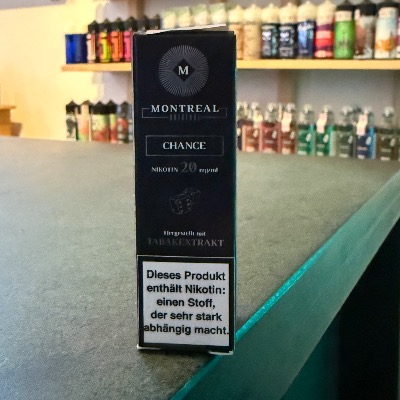 M
MONTREAL
ORIGINAL
CHANCE
NIKOTIN 20 mg/ml
Hergestellt mit
TABAKEXTRAKT
Dieses Produkt
enthält Nikotin:
einen Stoff,
der sehr stark
abhängig macht.